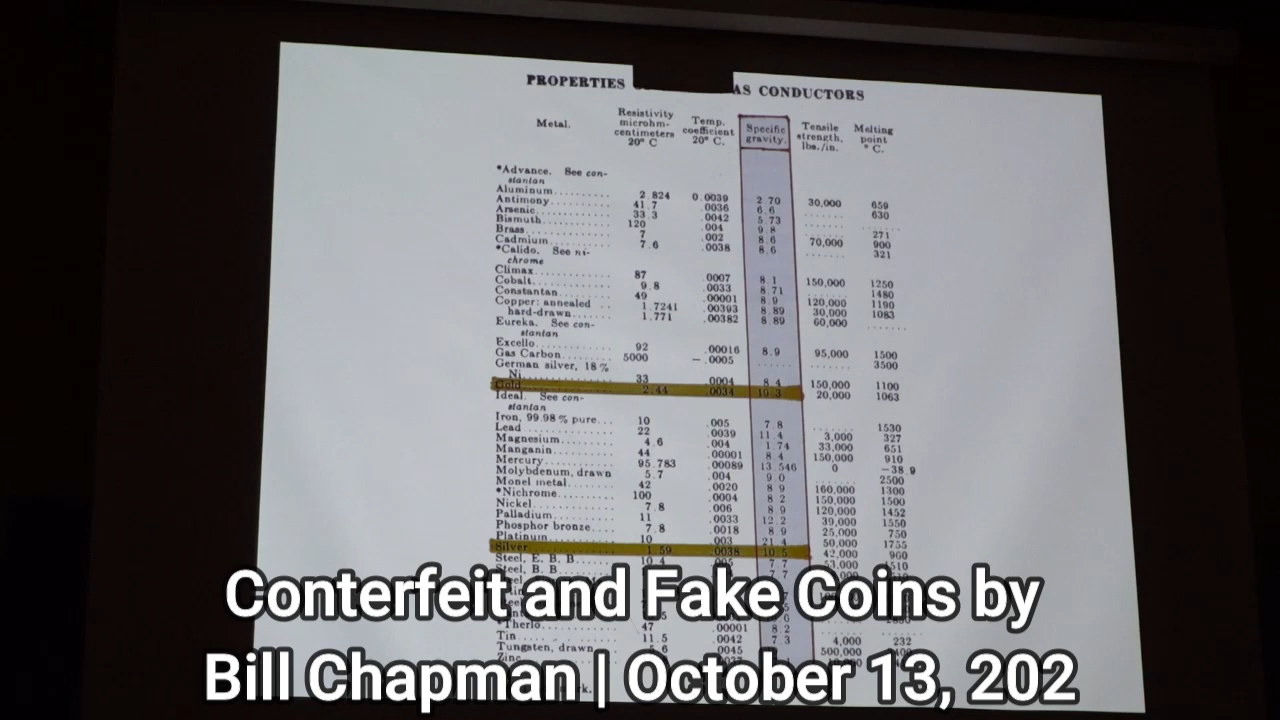 PROPERTIES AS CONDUCTORS
Metal. Resistivity microhm-centimeters 20° C Temp. coefficient 20° C. Specific gravity. Tensile strength, lbs./in. Melting point ° C.
*Advance. See con-
stantan
Aluminum 2.824 0.0039 2.70 30,000 659
Antimony 41.7 .0036 6.6 630
Arsenic 33.3 .0042 5.73
Bismuth 120 .004 9.8 271
Brass 7 .002 8.6 70,000 900
Cadmium 7.6 .0038 8.6 321
*Calido. See ni-
chrome
Climax 87 .0007 8.1 150,000 1250
Cobalt 9.8 .0033 8.71 1480
Constantan 49 .00001 8.9 120,000 1190
Copper: annealed 1.7241 .00393 8.89 30,000 1083
hard-drawn 1.771 .00382 8.89 60,000
Eureka. See con-
stantan
Excello 92 .00016 8.9 95,000 1500
Gas Carbon 5000 -.0005 3500
German silver, 18%
Ni 33 .0004 8.4 150,000 1100
Gold 2.44 .0034 19.3 20,000 1063
Ideal. See con-
stantan
Iron, 99.98% pure 10 .005 7.8 1530
Lead 22 .0039 11.4 3,000 327
Magnesium 4.6 .004 1.74 33,000 651
Manganin 44 .00001 8.4 150,000 910
Mercury 95.783 .00089 13.546 0 -38.9
Molybdenum, drawn 5.7 .004 9.0 2500
Monel metal 42 .0020 8.9 160,000 1300
*Nichrome 100 .0004 8.2 150,000 1500
Nickel 7.8 .006 8.9 120,000 1452
Palladium 11 .0033 12.2 39,000 1550
Phosphor bronze 7.8 .0018 8.9 25,000 750
Platinum 10 .003 21.4 50,000 1755
Silver 1.59 .0038 10.5 42,000 960
Steel, E. B. B. 10.4 .005 7.7 53,000 1510
Steel, B. B.
Conterfeit and Fake Coins by
*Therlo 47 .00001 8.2
Tin 11.5 .0042 7.3 4,000 232
Tungsten, drawn 5.6 .0045 500,000
Zinc
Bill Chapman | October 13, 202